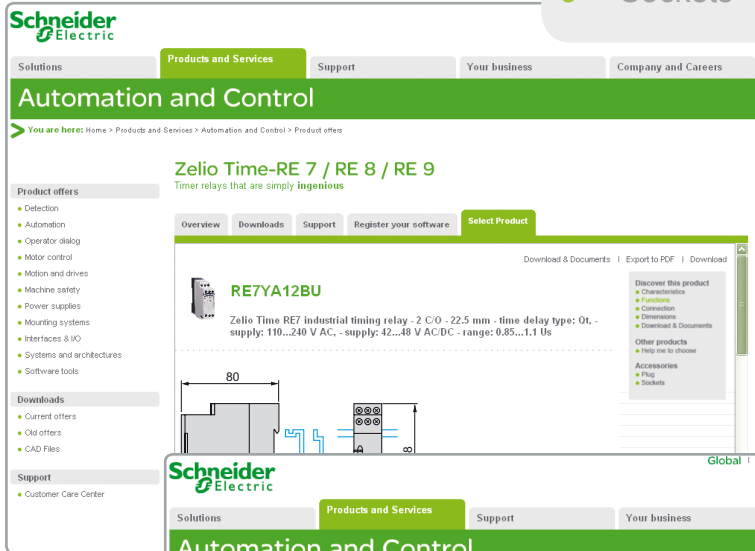 Sockets
Schneider
Electric
Solutions
Products and Services
Support
Your business
Company and Careers
Automation and Control
You are here: Home > Products and Services > Automation and Control > Product offers
Zelio Time-RE 7 / RE 8 / RE 9
Timer relays that are simply ingenious
Product offers
Detection
Automation
Operator dialog
Motor control
Motion and drives
Machine safety
Power supplies
Mounting systems
Interfaces & I/O
Systems and architectures
Software tools
Downloads
Current offers
Old offers
CAD Files
Support
Customer Care Center
Overview
Downloads
Support
Register your software
Select Product
Download & Documents | Export to PDF | Download
RE7YA12BU
Zelio Time RE7 industrial timing relay - 2 C/O - 22.5 mm - time delay type: Qt, -
supply: 110...240 V AC, - supply: 42...48 V AC/DC - range: 0.85...1.1 Us
Discover this product
Characteristics
Functions
Connection
Dimensions
Download & Documents
Other products
Help me to choose
Accessories
Plug
Sockets
80
Global |
Schneider
Electric
Solutions
Products and Services
Support
Your business
Automation and Control